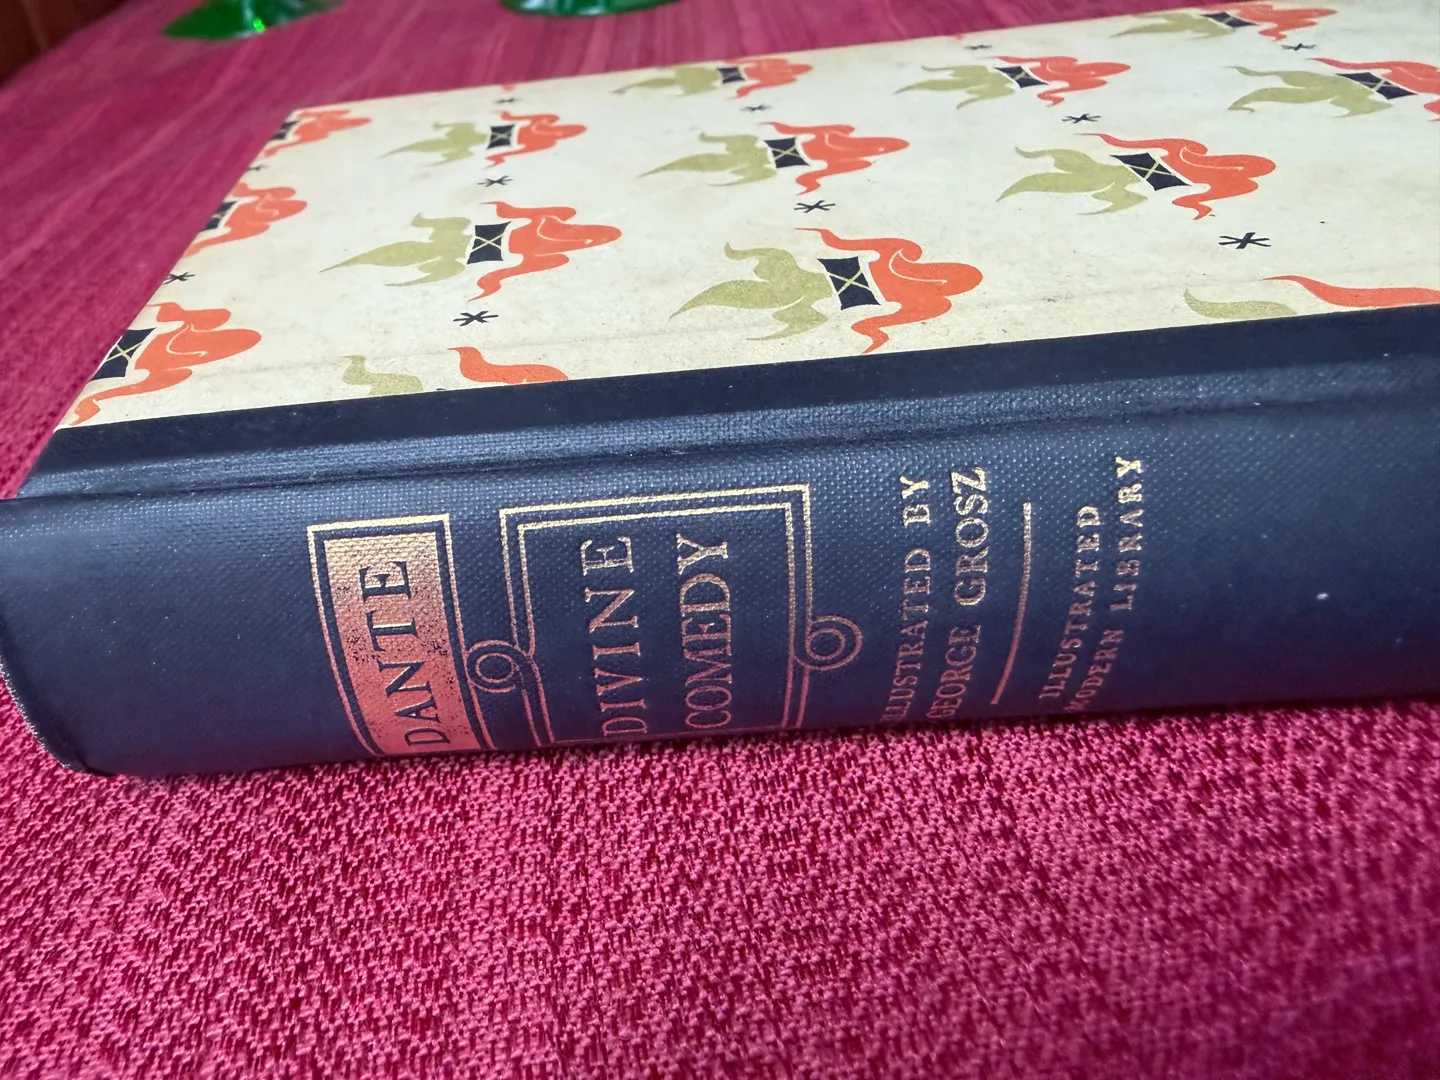 DANTE
DIVINE
COMEDY
ILLUSTRATED BY
GEORGE GROSZ
ILLUSTRATED
MODERN LIBRARY